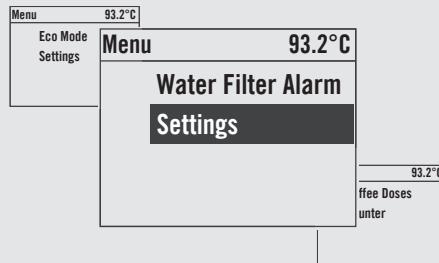 Menu 93.2°C
Eco Mode
Settings
Menu 93.2°C
Water Filter Alarm
Settings
93.2°
ffee Doses
unter